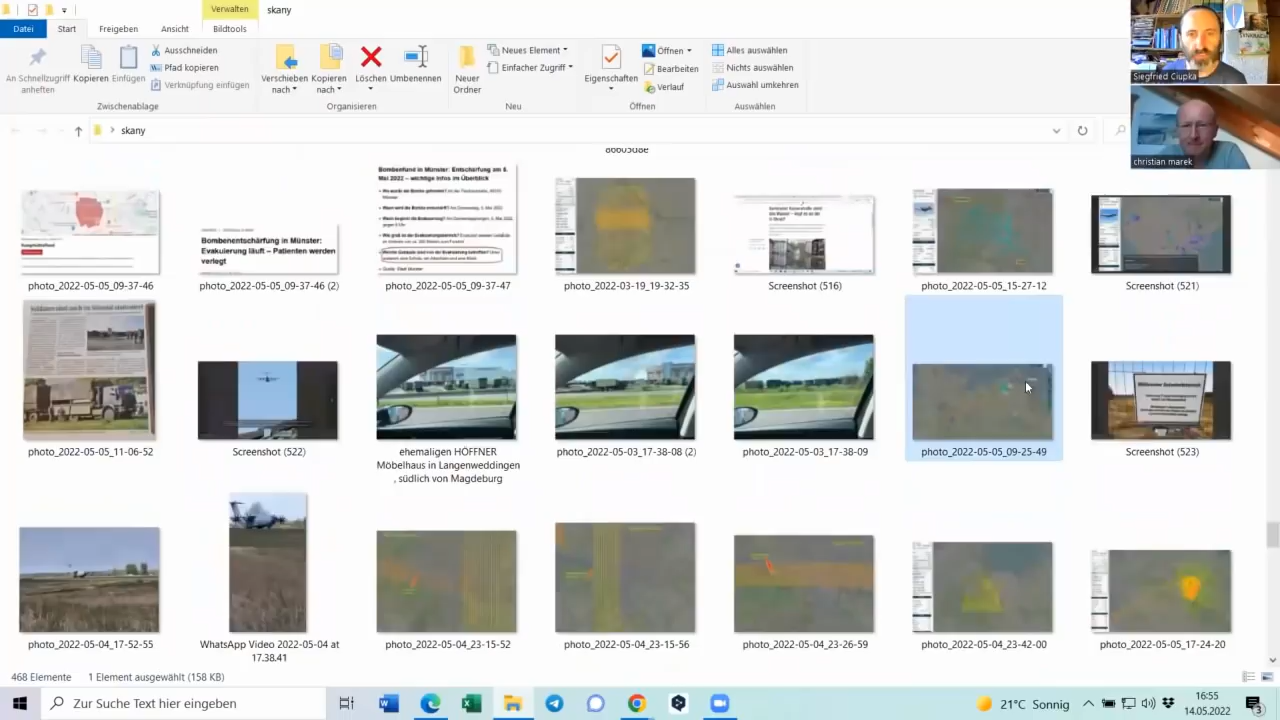 Verwalten
skany
Datei
Start
Freigeben
Ansicht
Bildtools
An Schnellzugriff anheften
Kopieren
Einfügen
Ausschneiden
Pfad kopieren
Verknüpfung einfügen
Zwischenablage
Verschieben nach
Kopieren nach
Löschen
Umbenennen
Organisieren
Neuer Ordner
Neues Element
Einfacher Zugriff
Neu
Eigenschaften
Öffnen
Bearbeiten
Verlauf
Öffnen
Alles auswählen
Nichts auswählen
Auswahl umkehren
Auswählen
Siegfried Ciupka
christian marek
skany
Bombenfund in Münster: Entschärfung am 5.
Mai 2022 – wichtige Infos im Überblick
Bombenentschärfung in Münster:
Evakuierung läuft – Patienten werden
verlegt
photo_2022-05-05_09-37-46
photo_2022-05-05_09-37-46 (2)
photo_2022-05-05_09-37-47
photo_2022-03-19_19-32-35
Screenshot (516)
photo_2022-05-05_15-27-12
Screenshot (521)
photo_2022-05-05_11-06-52
Screenshot (522)
ehemaligen HÖFFNER
Möbelhaus in Langenweddingen
, südlich von Magdeburg
photo_2022-05-03_17-38-08 (2)
photo_2022-05-03_17-38-09
photo_2022-05-05_09-25-49
Screenshot (523)
photo_2022-05-04_17-52-55
WhatsApp Video 2022-05-04 at
17.38.41
photo_2022-05-04_23-15-52
photo_2022-05-04_23-15-56
photo_2022-05-04_23-26-59
photo_2022-05-04_23-42-00
photo_2022-05-05_17-24-20
468 Elemente
1 Element ausgewählt (158 KB)
Zur Suche Text hier eingeben
21°C Sonnig
16:55
14.05.2022
3